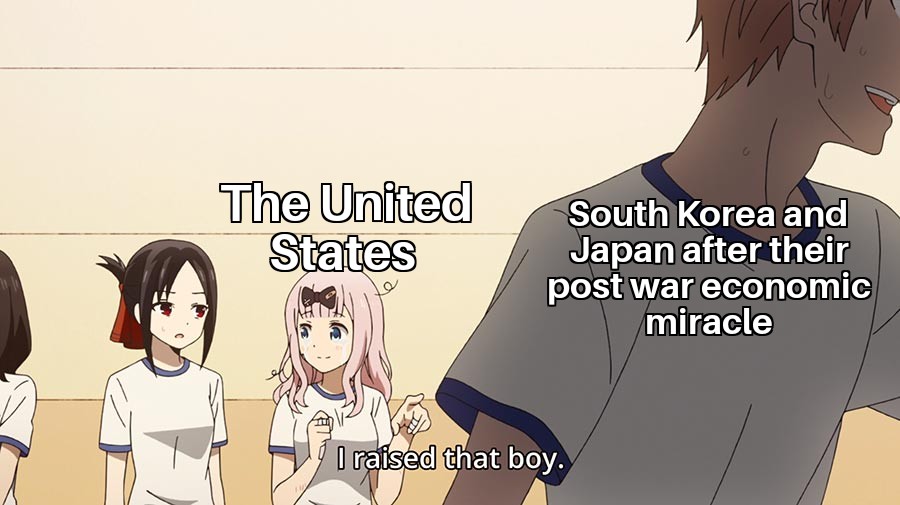 The United
States
South Korea and
Japan after their
post war economic
miracle
I raised that boy.